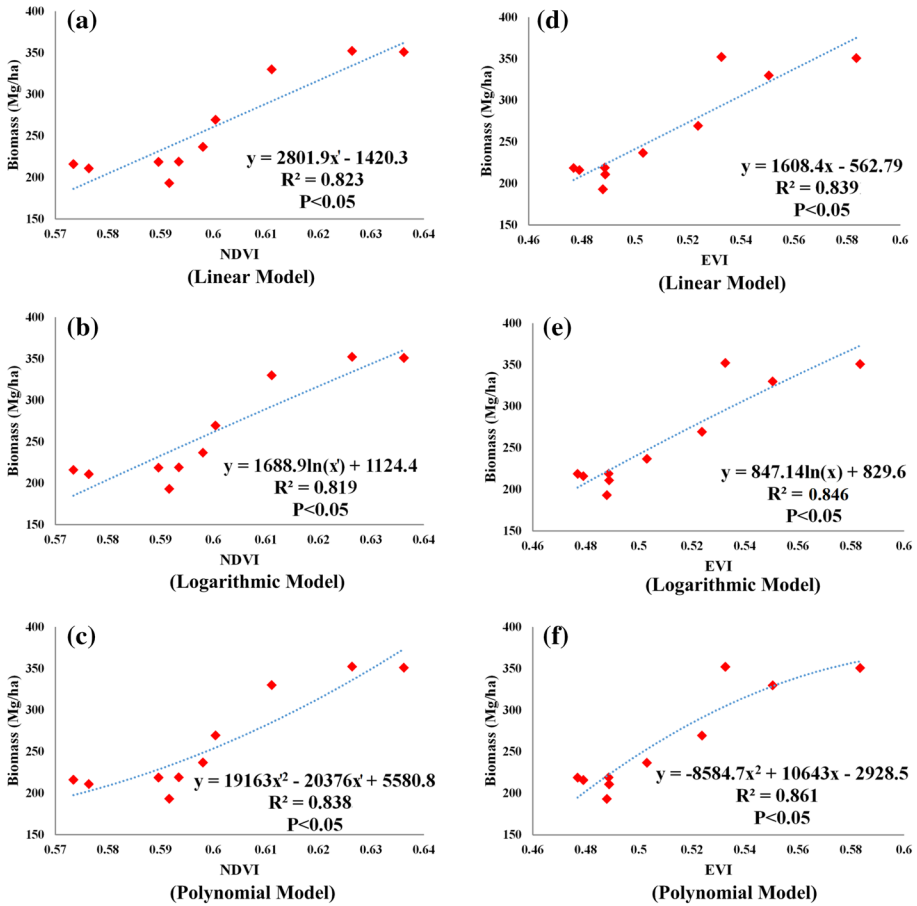 (a)
Biomass (Mg/ha)
400
350
300
250
200
150
y = 2801.9x' - 1420.3
R² = 0.823
P<0.05
0.57 0.58 0.59 0.6 0.62 0.63 0.64
NDVI
(Linear Model)
(d)
Biomass (Mg/ha)
400
350
300
250
200
150
y = 1608.4x - 562.79
R² = 0.839
P<0.05
0.46 0.48 0.5 0.52 0.54 0.56 0.58 0.6
EVI
(Linear Model)
(b)
Biomass (Mg/ha)
400
350
300
250
200
150
y = 1688.9ln(x') + 1124.4
R² = 0.819
P<0.05
0.57 0.58 0.59 0.6 0.62 0.63 0.64
NDVI
(Logarithmic Model)
(e)
Biomass (Mg/ha)
400
350
300
250
200
150
y = 847.14ln(x) + 829.6
R² = 0.846
P<0.05
0.46 0.48 0.5 0.52 0.54 0.56 0.58 0.6
EVI
(Logarithmic Model)
(c)
Biomass (Mg/ha)
400
350
300
250
200
150
y = 19163x² - 20376x' + 5580.8
R² = 0.838
P<0.05
0.57 0.58 0.59 0.6 0.62 0.63 0.64
NDVI
(Polynomial Model)
(f)
Biomass (Mg/ha)
400
350
300
250
200
150
y = -8584.7x² + 10643x - 2928.5
R² = 0.861
P<0.05
0.46 0.48 0.5 0.52 0.54 0.56 0.58 0.6
EVI
(Polynomial Model)